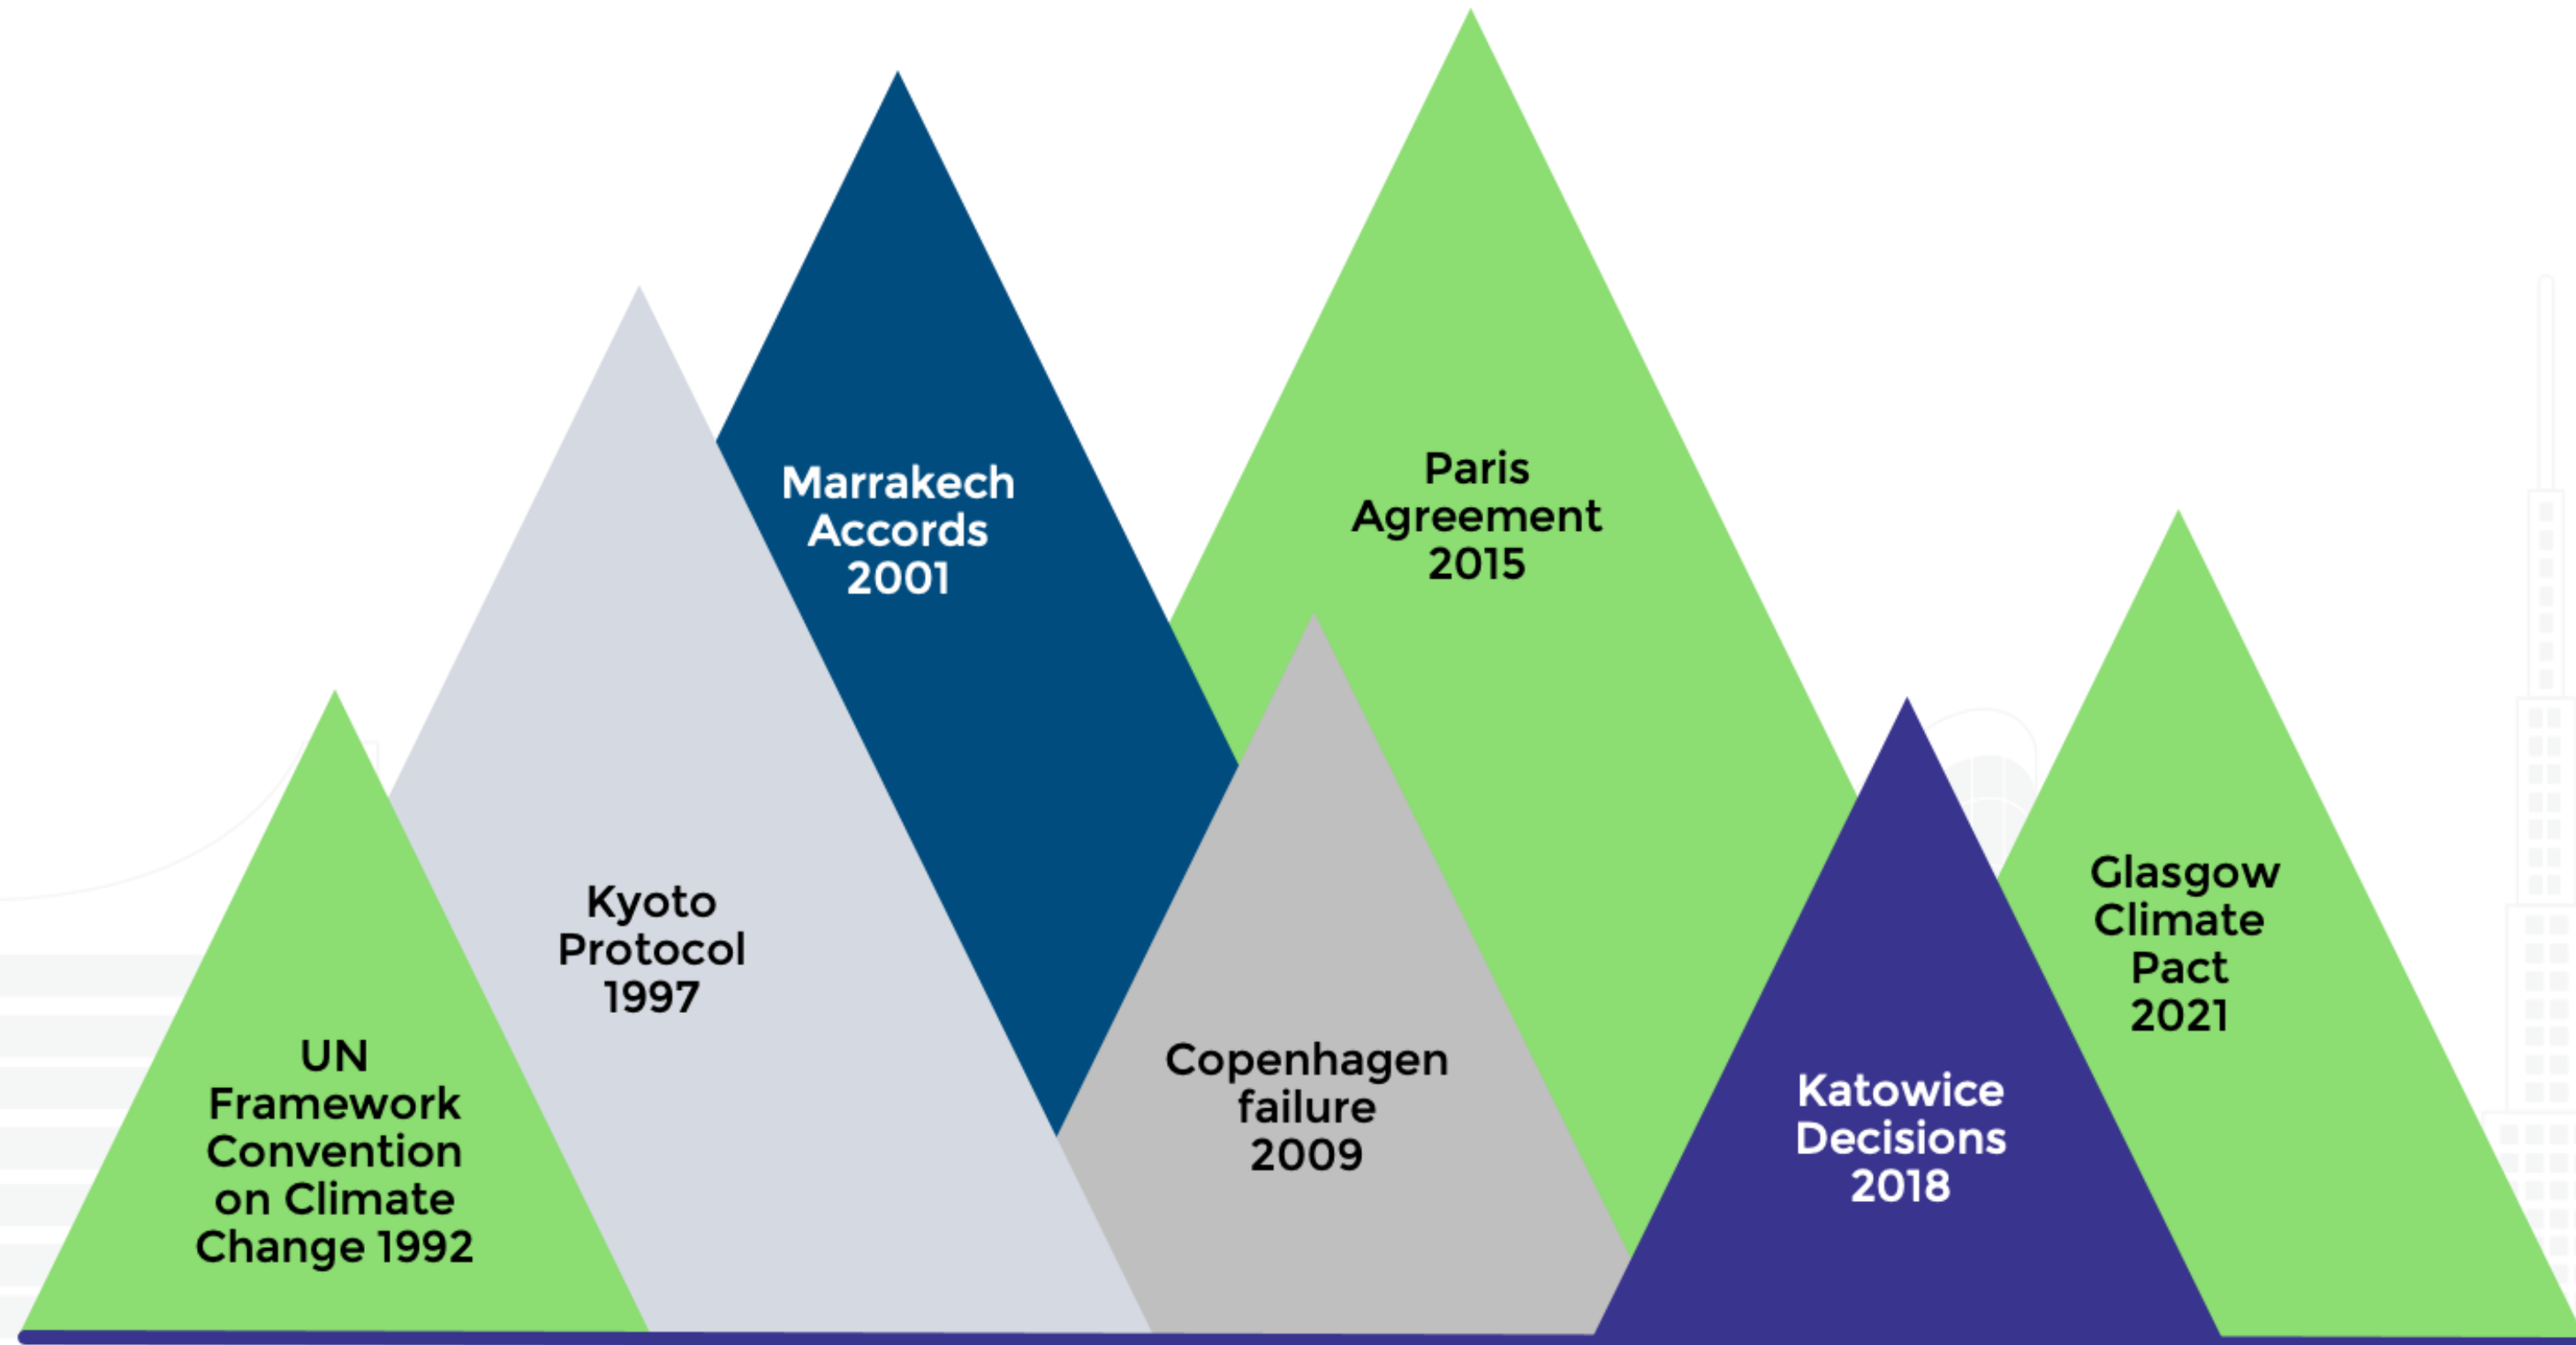 UN
Framework
Convention
on Climate
Change 1992
Kyoto
Protocol
1997
Marrakech
Accords
2001
Copenhagen
failure
2009
Paris
Agreement
2015
Katowice
Decisions
2018
Glasgow
Climate
Pact
2021